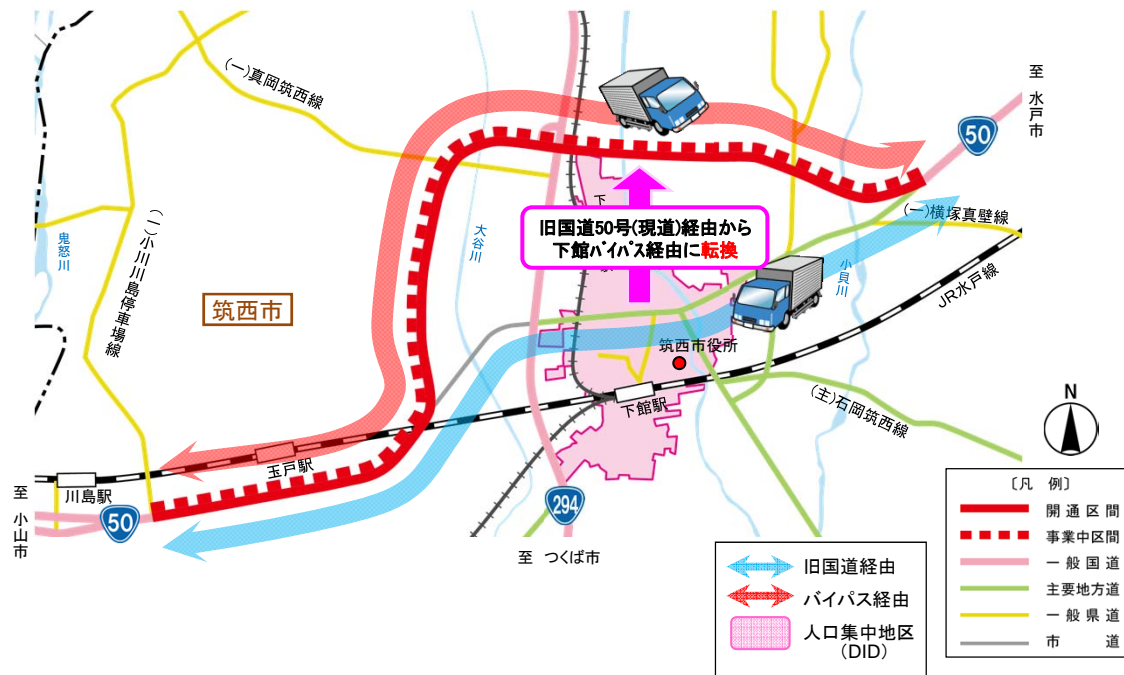 (一)真岡筑西線
至 水戸市
50
(一)小川川島停車場線
鬼怒川
大谷川
下
旧国道50号(現道)経由から
下館バイパス経由に転換
(一)横塚真壁線
小貝川
JR水戸線
筑西市
筑西市役所
下館駅
(主)石岡筑西線
N
玉戸駅
川島駅
至 小山市
50
294
至 つくば市
旧国道経由
バイパス経由
人口集中地区
(DID)
〔凡 例〕
開通区間
事業中区間
一般国道
主要地方道
一般県道
市 道